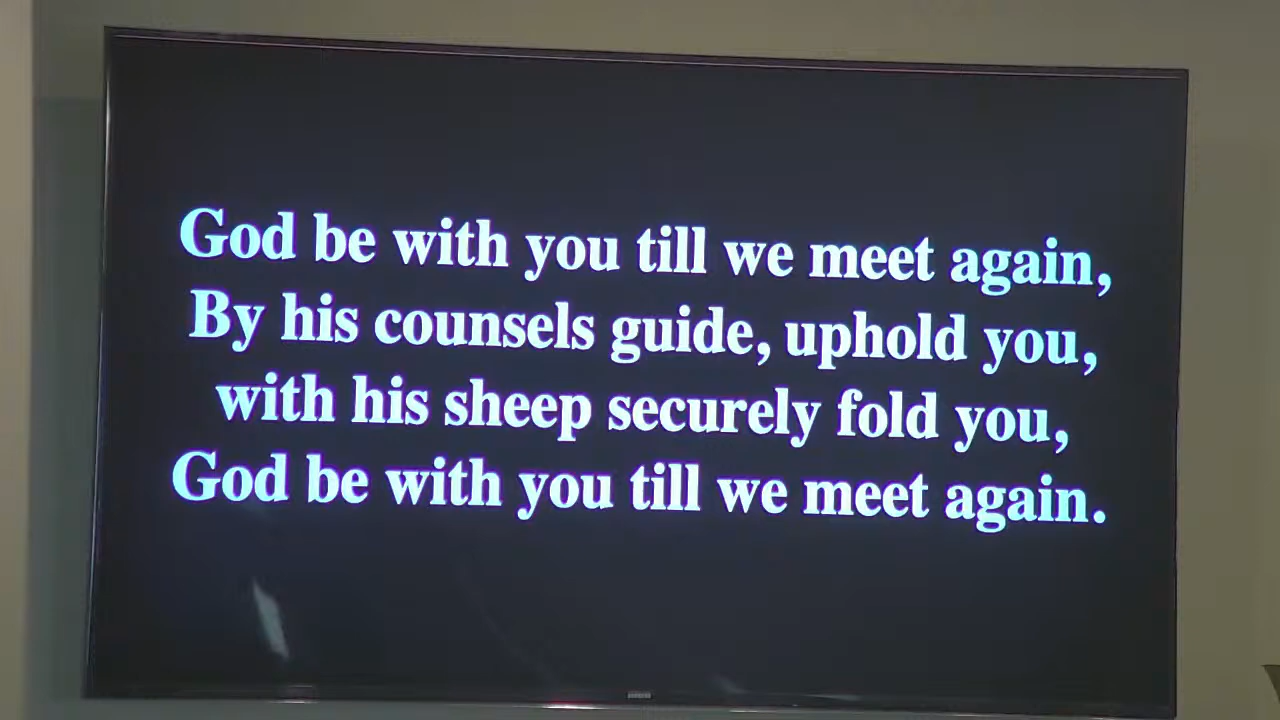 God be with you till we meet again,
By his counsels guide, uphold you,
with his sheep securely fold you,
God be with you till we meet again.